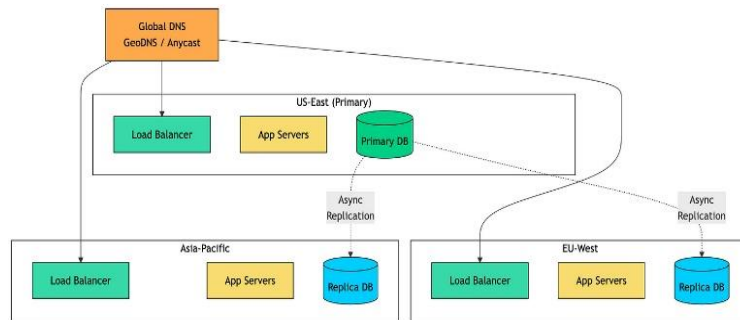 Global DNS
GeoDNS / Anycast
US-East (Primary)
Load Balancer
App Servers
Primary DB
Async
Replication
Async
Replication
Asia-Pacific
Load Balancer
App Servers
Replica DB
EU-West
Load Balancer
App Servers
Replica DB